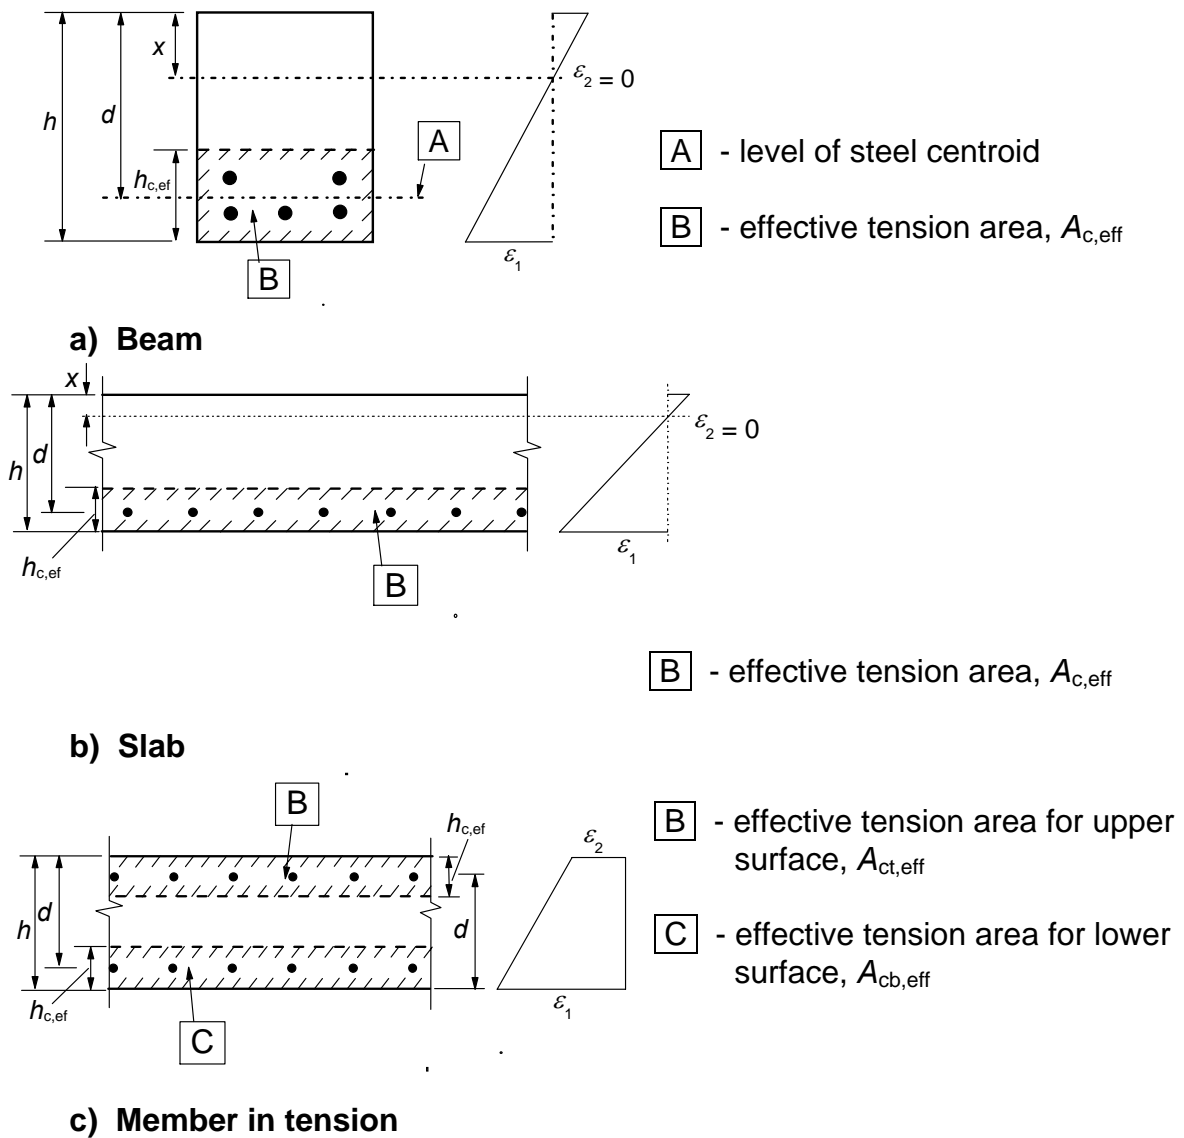 x
ε2 = 0
h
d
A
hc,ef
A - level of steel centroid
B - effective tension area, Ac,eff
ε1
B
a) Beam
x
ε2 = 0
h
d
ε1
hc,ef
B
B - effective tension area, Ac,eff
b) Slab
B
hc,ef
ε2
B - effective tension area for upper
surface, Act,eff
h
d
d
C - effective tension area for lower
surface, Acb,eff
hc,ef
ε1
C
c) Member in tension